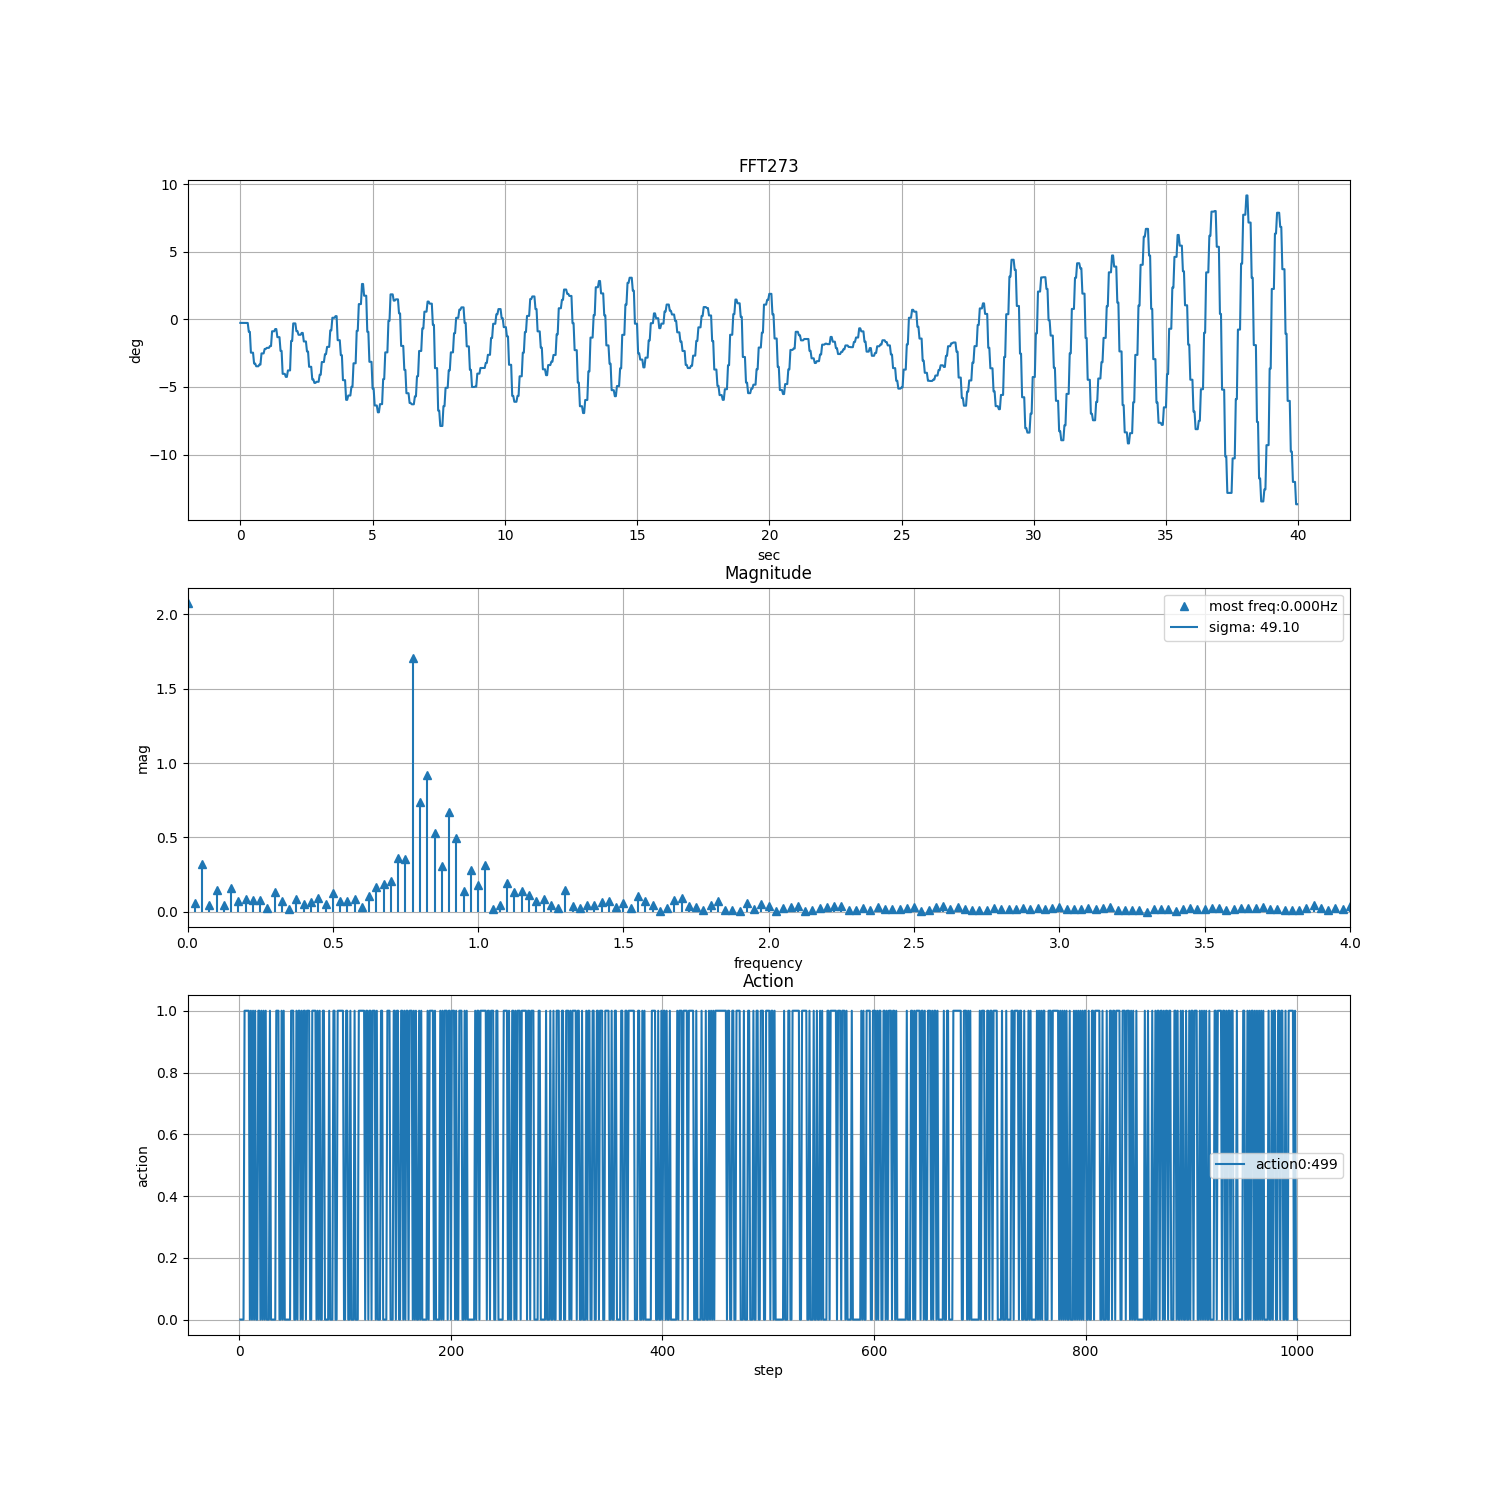 FFT273
10
5
0
−5
−10
deg
0 5 10 15 20 25 30 35 40
sec
Magnitude
2.0
1.5
1.0
0.5
0.0
mag
most freq:0.000Hz
sigma: 49.10
0.0 0.5 1.0 1.5 2.0 2.5 3.0 3.5 4.0
frequency
Action
1.0
0.8
0.6
0.4
0.2
0.0
action
action0:499
0 200 400 600 800 1000
step